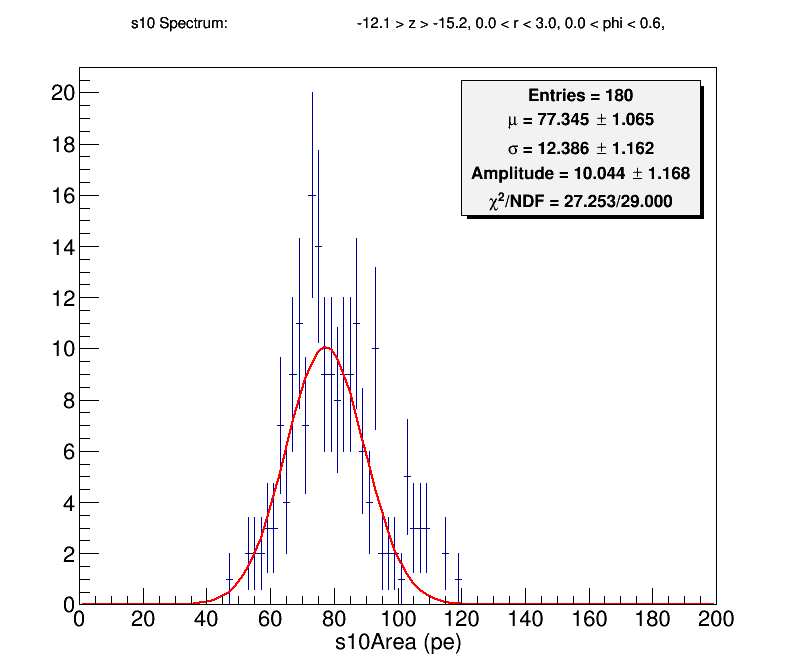 s10 Spectrum: -12.1 > z > -15.2, 0.0 < r < 3.0, 0.0 < phi < 0.6,
Entries = 180
μ = 77.345 ± 1.065
σ = 12.386 ± 1.162
Amplitude = 10.044 ± 1.168
χ²/NDF = 27.253/29.000
20
18
16
14
12
10
8
6
4
2
0
0 20 40 60 80 100 120 140 160 180 200
s10Area (pe)